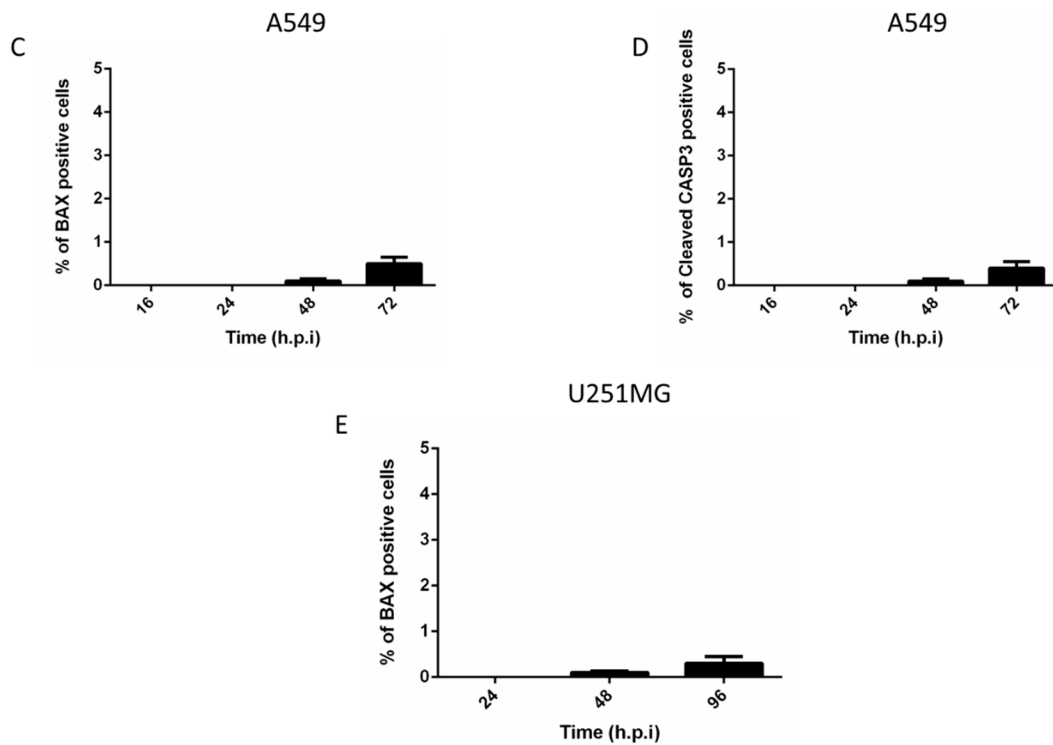 A549
C
% of BAX positive cells
5
4
3
2
1
0
16
24
48
72
Time (h.p.i)
A549
D
% of Cleaved CASP3 positive cells
5
4
3
2
1
0
16
24
48
72
Time (h.p.i)
U251MG
E
% of BAX positive cells
5
4
3
2
1
0
24
48
96
Time (h.p.i)